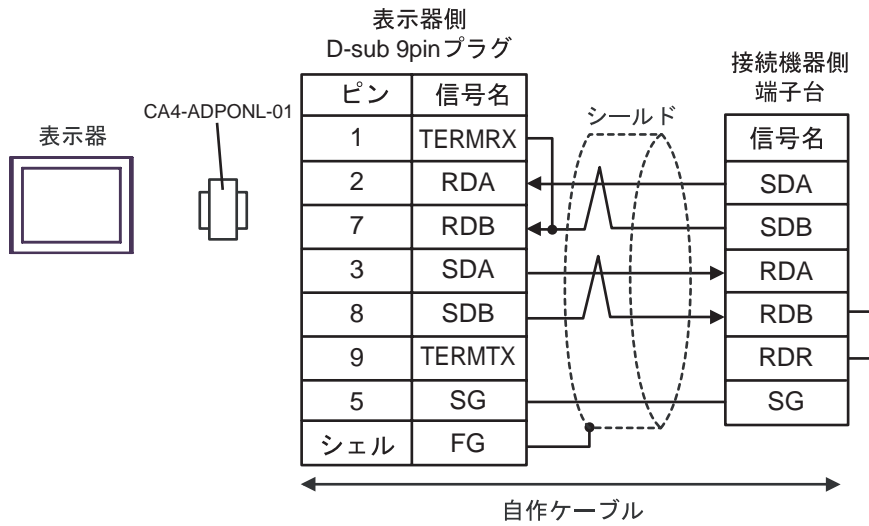 表示器側
D-sub 9pinプラグ
接続機器側
端子台
CA4-ADPONL-01
表示器
シールド
ピン 信号名
1 TERMRX
2 RDA
7 RDB
3 SDA
8 SDB
9 TERMTX
5 SG
シェル FG
信号名
SDA
SDB
RDA
RDB
RDR
SG
自作ケーブル